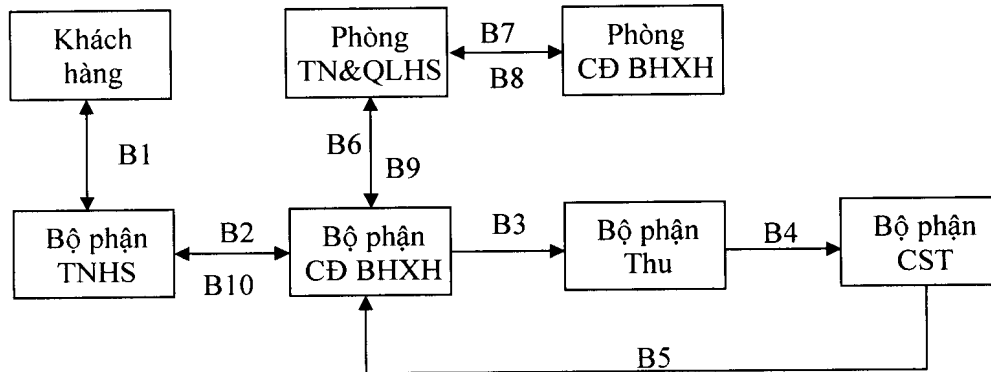 Khách
hàng
Phòng
TN&QLHS
B7
B8
Phòng
CĐ BHXH
B1
B6
B9
Bộ phận
TNHS
B2
B10
Bộ phận
CĐ BHXH
B3
Bộ phận
Thu
B4
Bộ phận
CST
B5